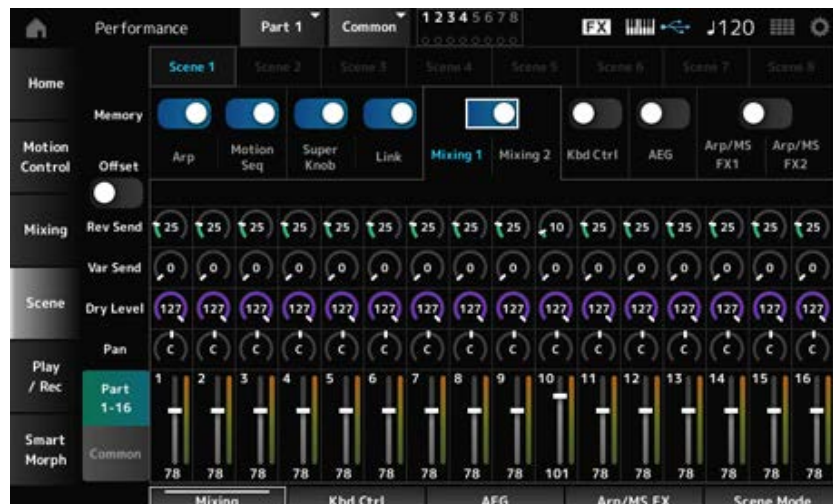 Performance Part 1 Common 1 2 3 4 5 6 7 8 FX ♩120
Scene 1 Scene 2 Scene 3 Scene 4 Scene 5 Scene 6 Scene 7 Scene 8
Home
Memory
Arp Motion Seq Super Knob Link Mixing 1 Mixing 2 Kbd Ctrl AEG Arp/MS FX1 Arp/MS FX2
Motion Control
Offset
Mixing
Rev Send 25 25 25 25 25 25 25 25 25 10 25 25 25 25 25 25
Var Send 0 0 0 0 0 0 0 0 0 0 0 0 0 0 0 0
Scene
Dry Level 127 127 127 127 127 127 127 127 127 127 127 127 127 127 127 127
Pan C C C C C C C C C C C C C C C C
Play / Rec
Part 1-16
1 2 3 4 5 6 7 8 9 10 11 12 13 14 15 16
Smart Morph
Common
78 78 78 78 78 78 78 78 78 101 78 78 78 78 78 78
Mixing Kbd Ctrl AEG Arp/MS FX Scene Mode